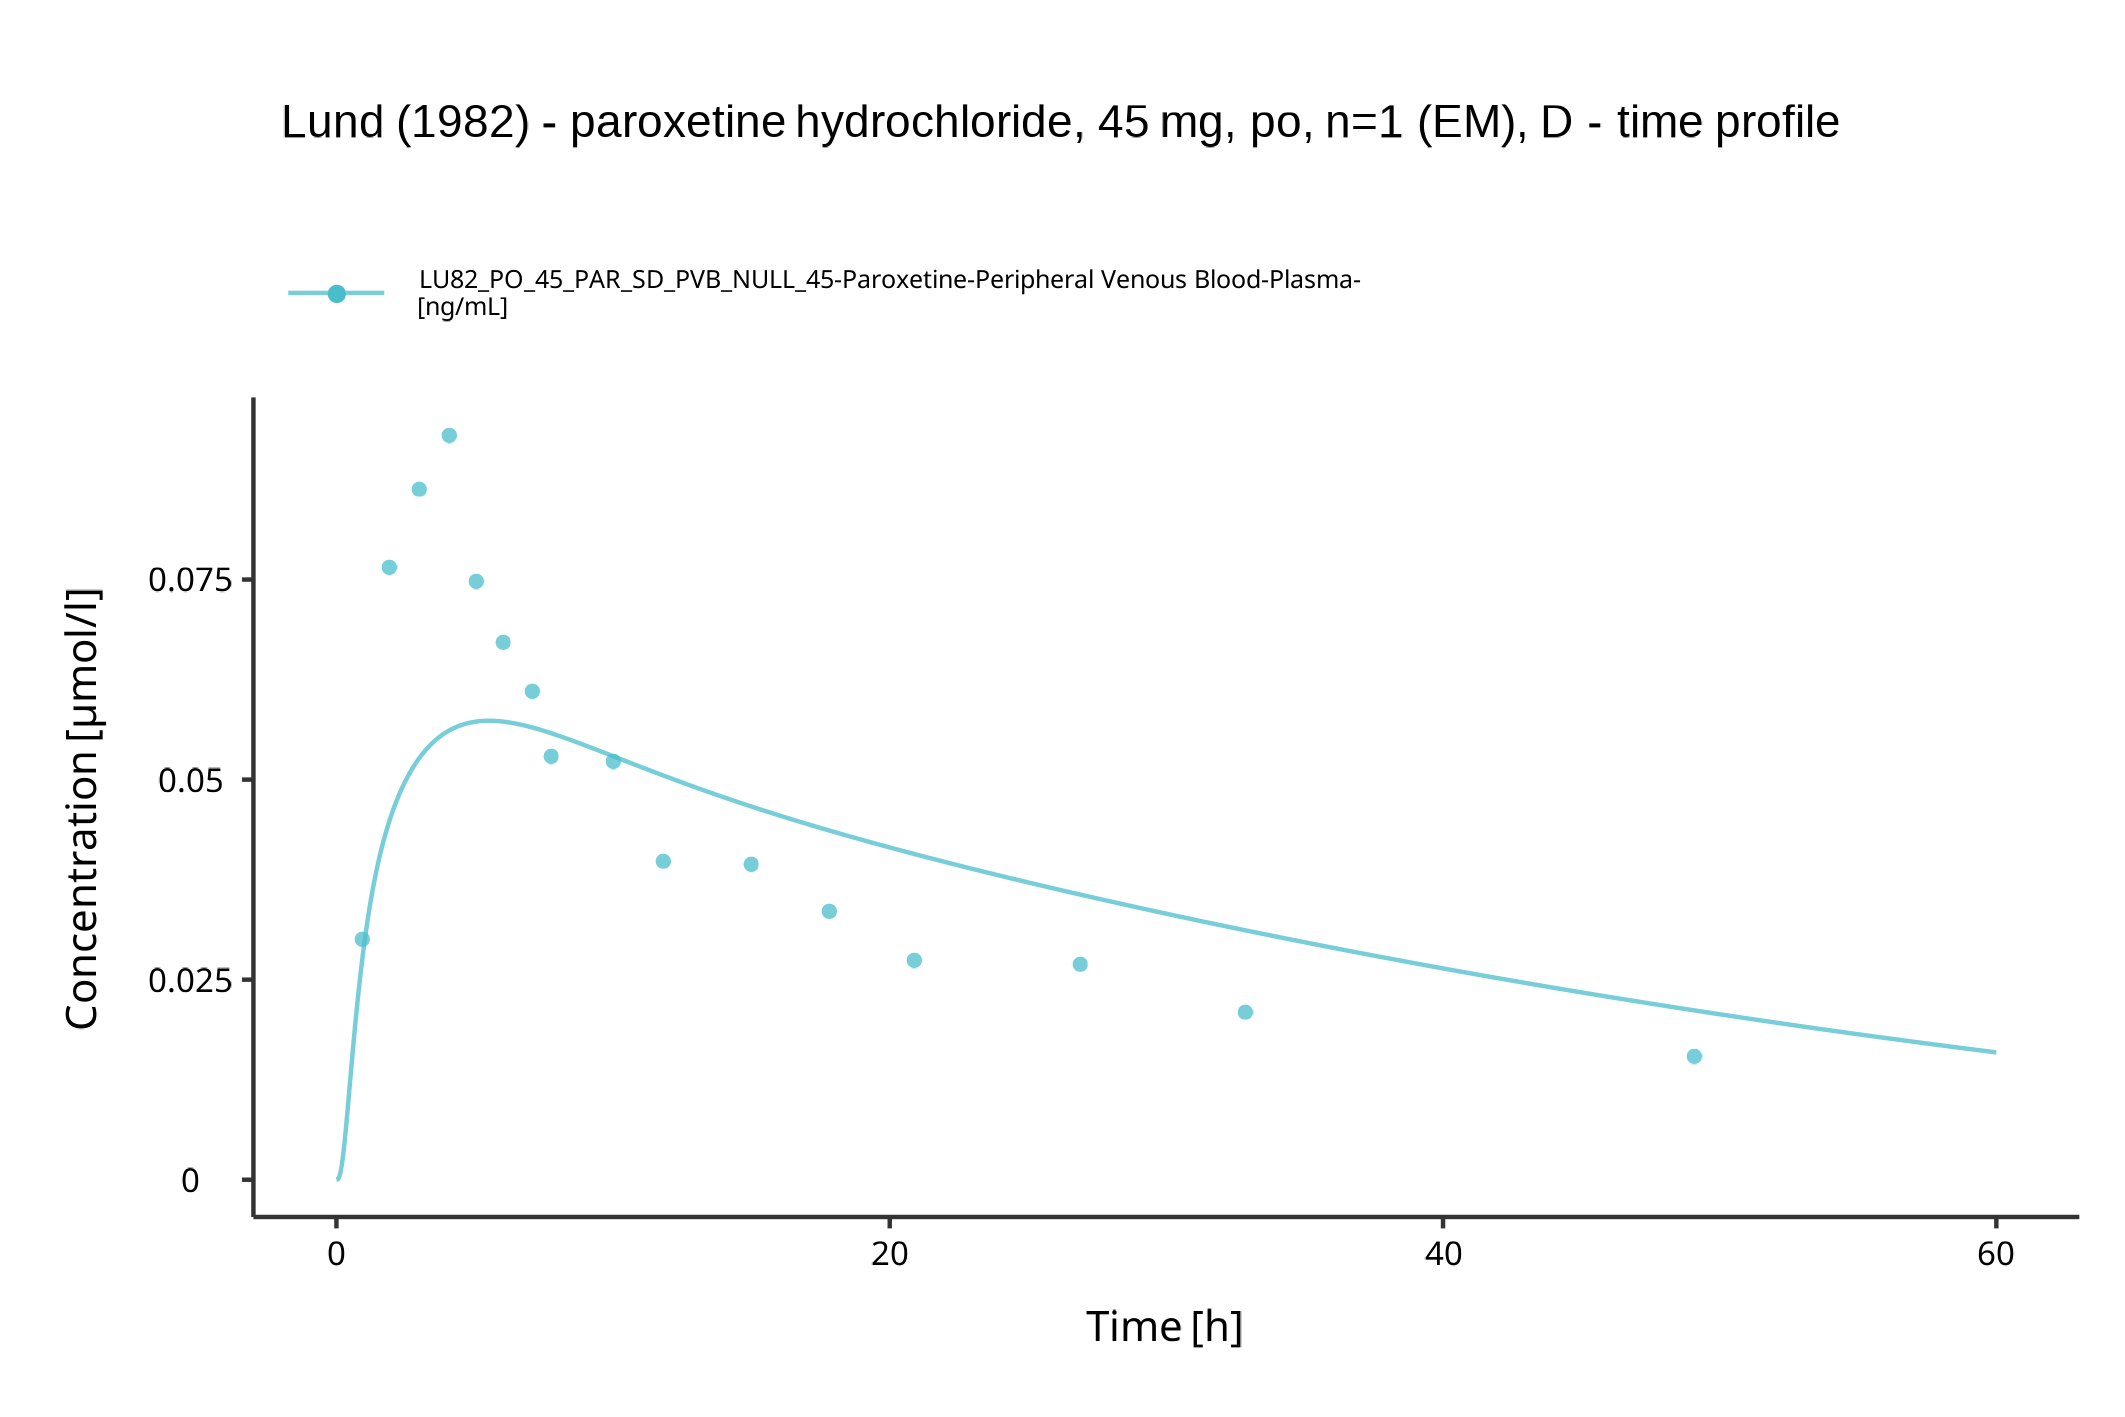 Lund (1982) - paroxetine hydrochloride, 45 mg, po, n=1 (EM), D - time profile
LU82_PO_45_PAR_SD_PVB_NULL_45-Paroxetine-Peripheral Venous Blood-Plasma-
[ng/mL]
Concentration [µmol/l]
0.075
0.05
0.025
0
0 20 40 60
Time [h]